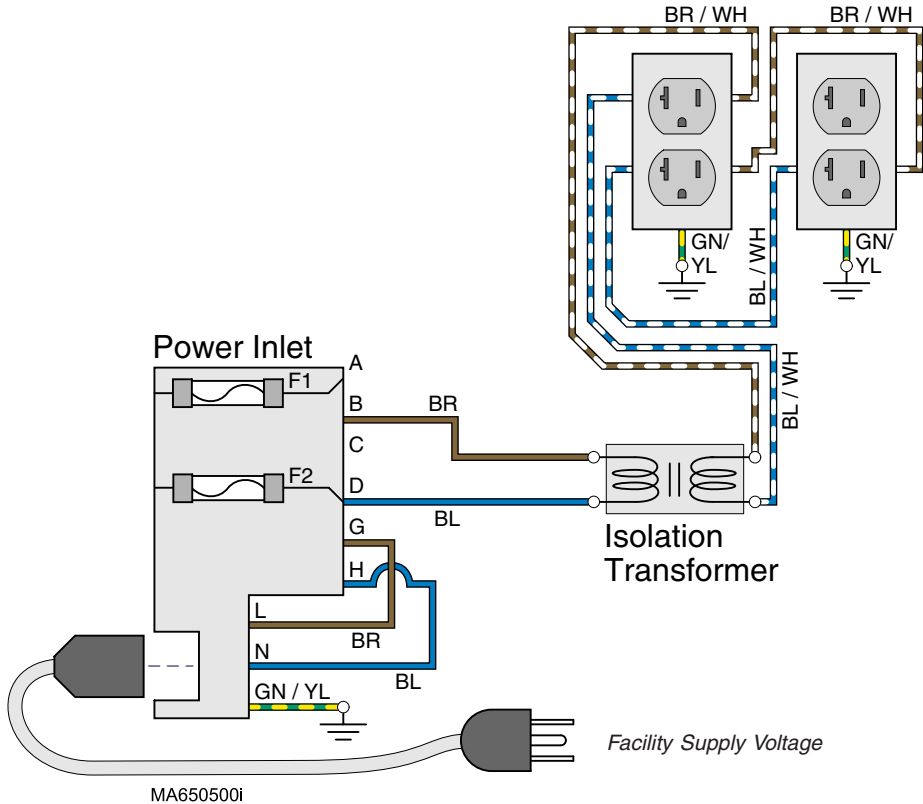 BR / WH
BR / WH
GN/
YL
BL / WH
GN/
YL
Power Inlet
A
F1
B
BR
C
BL / WH
F2
D
BL
G
Isolation
Transformer
H
L
BR
N
BL
GN / YL
Facility Supply Voltage
MA650500i